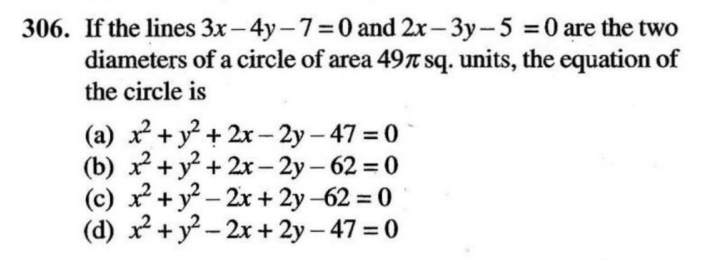 306. If the lines 3x – 4y – 7 = 0 and 2x – 3y – 5 = 0 are the two
diameters of a circle of area 49π sq. units, the equation of
the circle is
(a) x² + y² + 2x – 2y – 47 = 0
(b) x² + y² + 2x – 2y – 62 = 0
(c) x² + y² – 2x + 2y –62 = 0
(d) x² + y² – 2x + 2y – 47 = 0